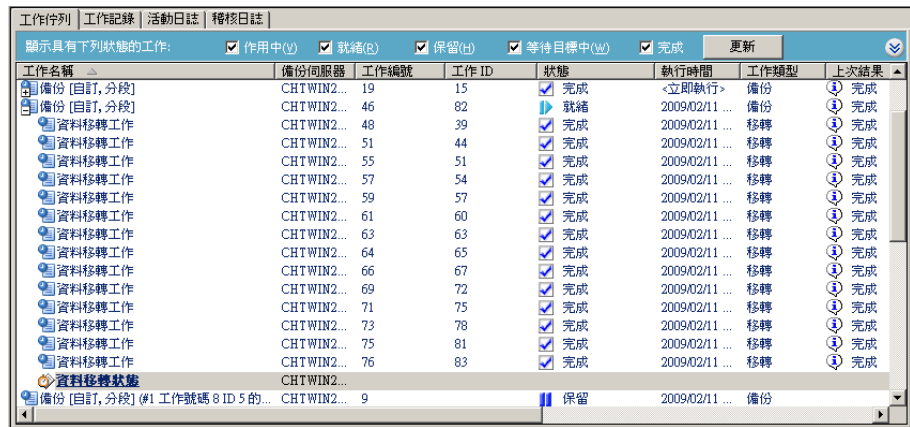 工作佇列 工作記錄 活動日誌 稽核日誌
顯示具有下列狀態的工作: 作用中(V) 就緒(R) 保留(H) 等待目標中(W) 完成 更新
工作名稱 備份伺服器 工作編號 工作 ID 狀態 執行時間 工作類型 上次結果
備份 [自訂, 分段] CHTWIN2... 19 15 完成 <立即執行> 備份 完成
備份 [自訂, 分段] CHTWIN2... 46 82 就緒 2009/02/11 ... 備份 完成
資料移轉工作 CHTWIN2... 48 39 完成 2009/02/11 ... 移轉 完成
資料移轉工作 CHTWIN2... 51 44 完成 2009/02/11 ... 移轉 完成
資料移轉工作 CHTWIN2... 55 51 完成 2009/02/11 ... 移轉 完成
資料移轉工作 CHTWIN2... 57 54 完成 2009/02/11 ... 移轉 完成
資料移轉工作 CHTWIN2... 59 57 完成 2009/02/11 ... 移轉 完成
資料移轉工作 CHTWIN2... 61 60 完成 2009/02/11 ... 移轉 完成
資料移轉工作 CHTWIN2... 63 63 完成 2009/02/11 ... 移轉 完成
資料移轉工作 CHTWIN2... 64 65 完成 2009/02/11 ... 移轉 完成
資料移轉工作 CHTWIN2... 66 67 完成 2009/02/11 ... 移轉 完成
資料移轉工作 CHTWIN2... 69 72 完成 2009/02/11 ... 移轉 完成
資料移轉工作 CHTWIN2... 71 75 完成 2009/02/11 ... 移轉 完成
資料移轉工作 CHTWIN2... 73 78 完成 2009/02/11 ... 移轉 完成
資料移轉工作 CHTWIN2... 75 81 完成 2009/02/11 ... 移轉 完成
資料移轉工作 CHTWIN2... 76 83 完成 2009/02/11 ... 移轉 完成
資料移轉狀態 CHTWIN2...
備份 [自訂, 分段] (#1 工作號碼 8 ID 5 的... CHTWIN2... 9 保留 2009/02/11 ... 備份